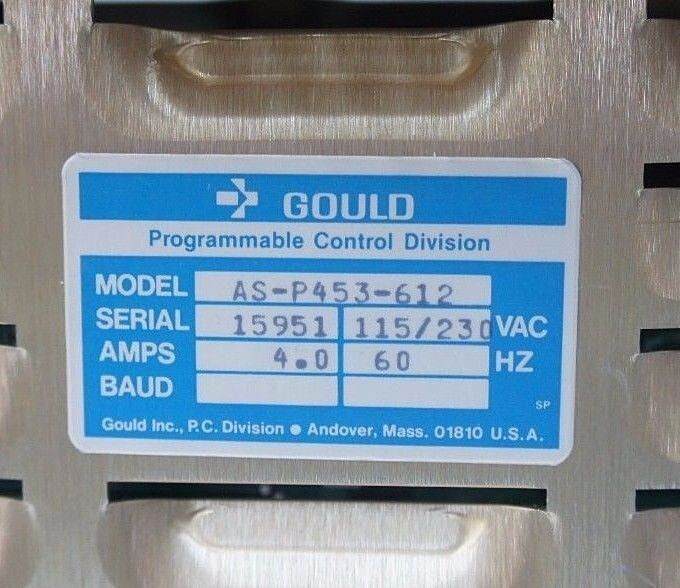 GOULD
Programmable Control Division
MODEL AS-P453-612
SERIAL 15951 115/230 VAC
AMPS 4.0 60 HZ
BAUD
SP
Gould Inc., P.C. Division ● Andover, Mass. 01810 U.S.A.